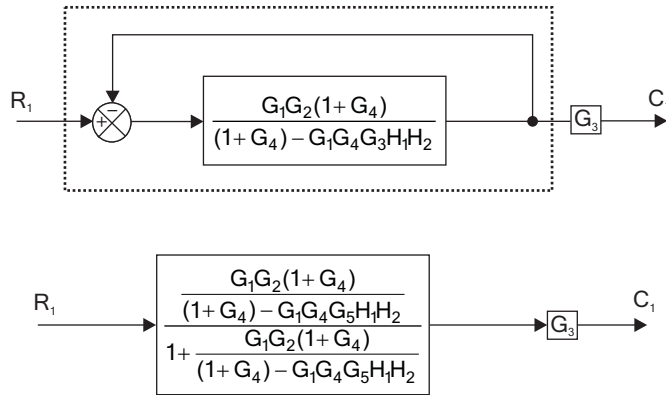 R₁
+
−
G₁G₂(1+G₄)
(1+G₄)−G₁G₄G₃H₁H₂
G₃
C
R₁
G₁G₂(1+G₄)
(1+G₄)−G₁G₄G₅H₁H₂
1+ G₁G₂(1+G₄)
(1+G₄)−G₁G₄G₅H₁H₂
G₃
C₁